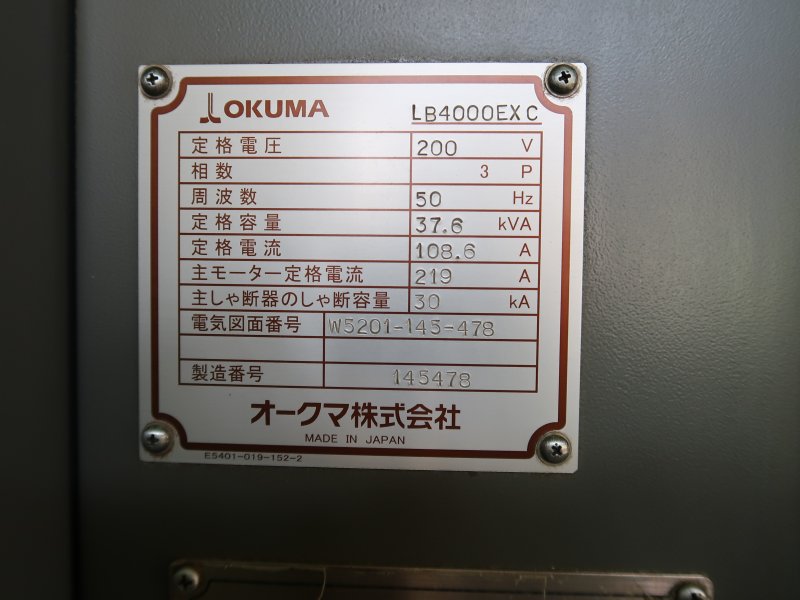 OKUMA LB4000EX C
定格電圧 200 V
相数 3 P
周波数 50 Hz
定格容量 37.6 kVA
定格電流 108.6 A
主モーター定格電流 219 A
主しゃ断器のしゃ断容量 30 kA
電気図面番号 W5201-145-478
製造番号 145478
オークマ株式会社
MADE IN JAPAN
E5401-019-152-2